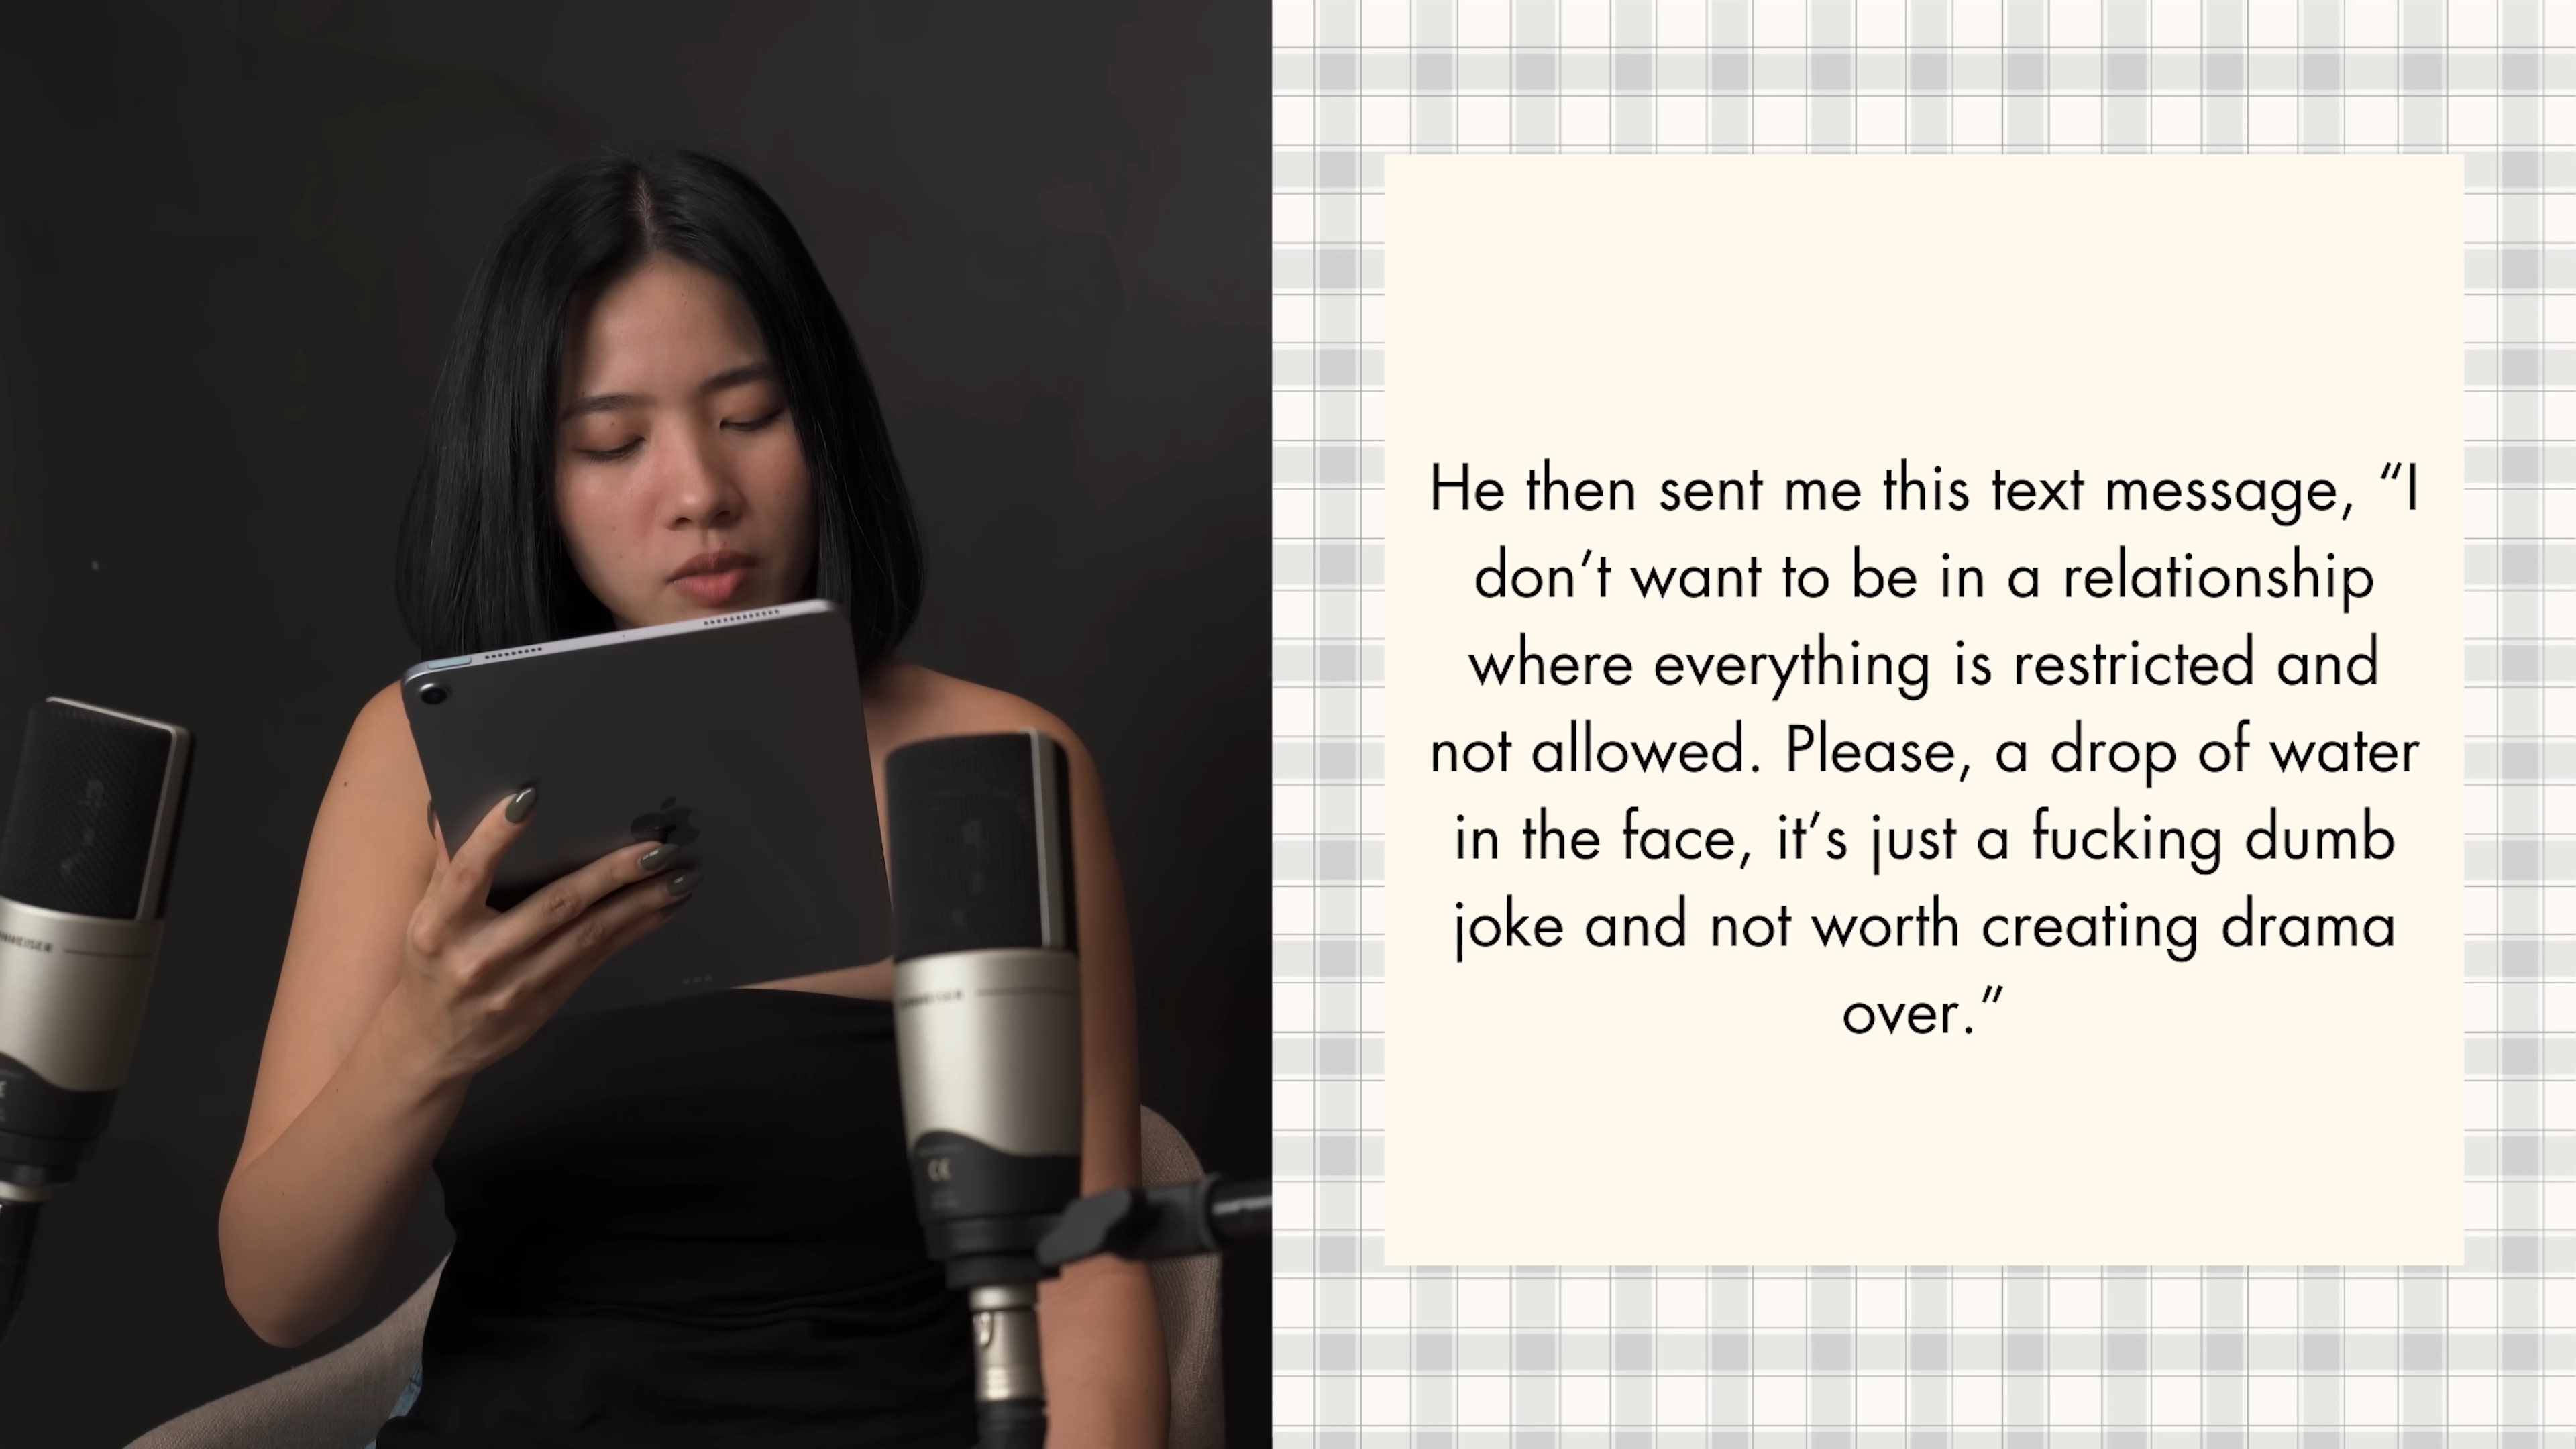 He then sent me this text message, “I
don’t want to be in a relationship
where everything is restricted and
not allowed. Please, a drop of water
in the face, it’s just a fucking dumb
joke and not worth creating drama
over.”
CE